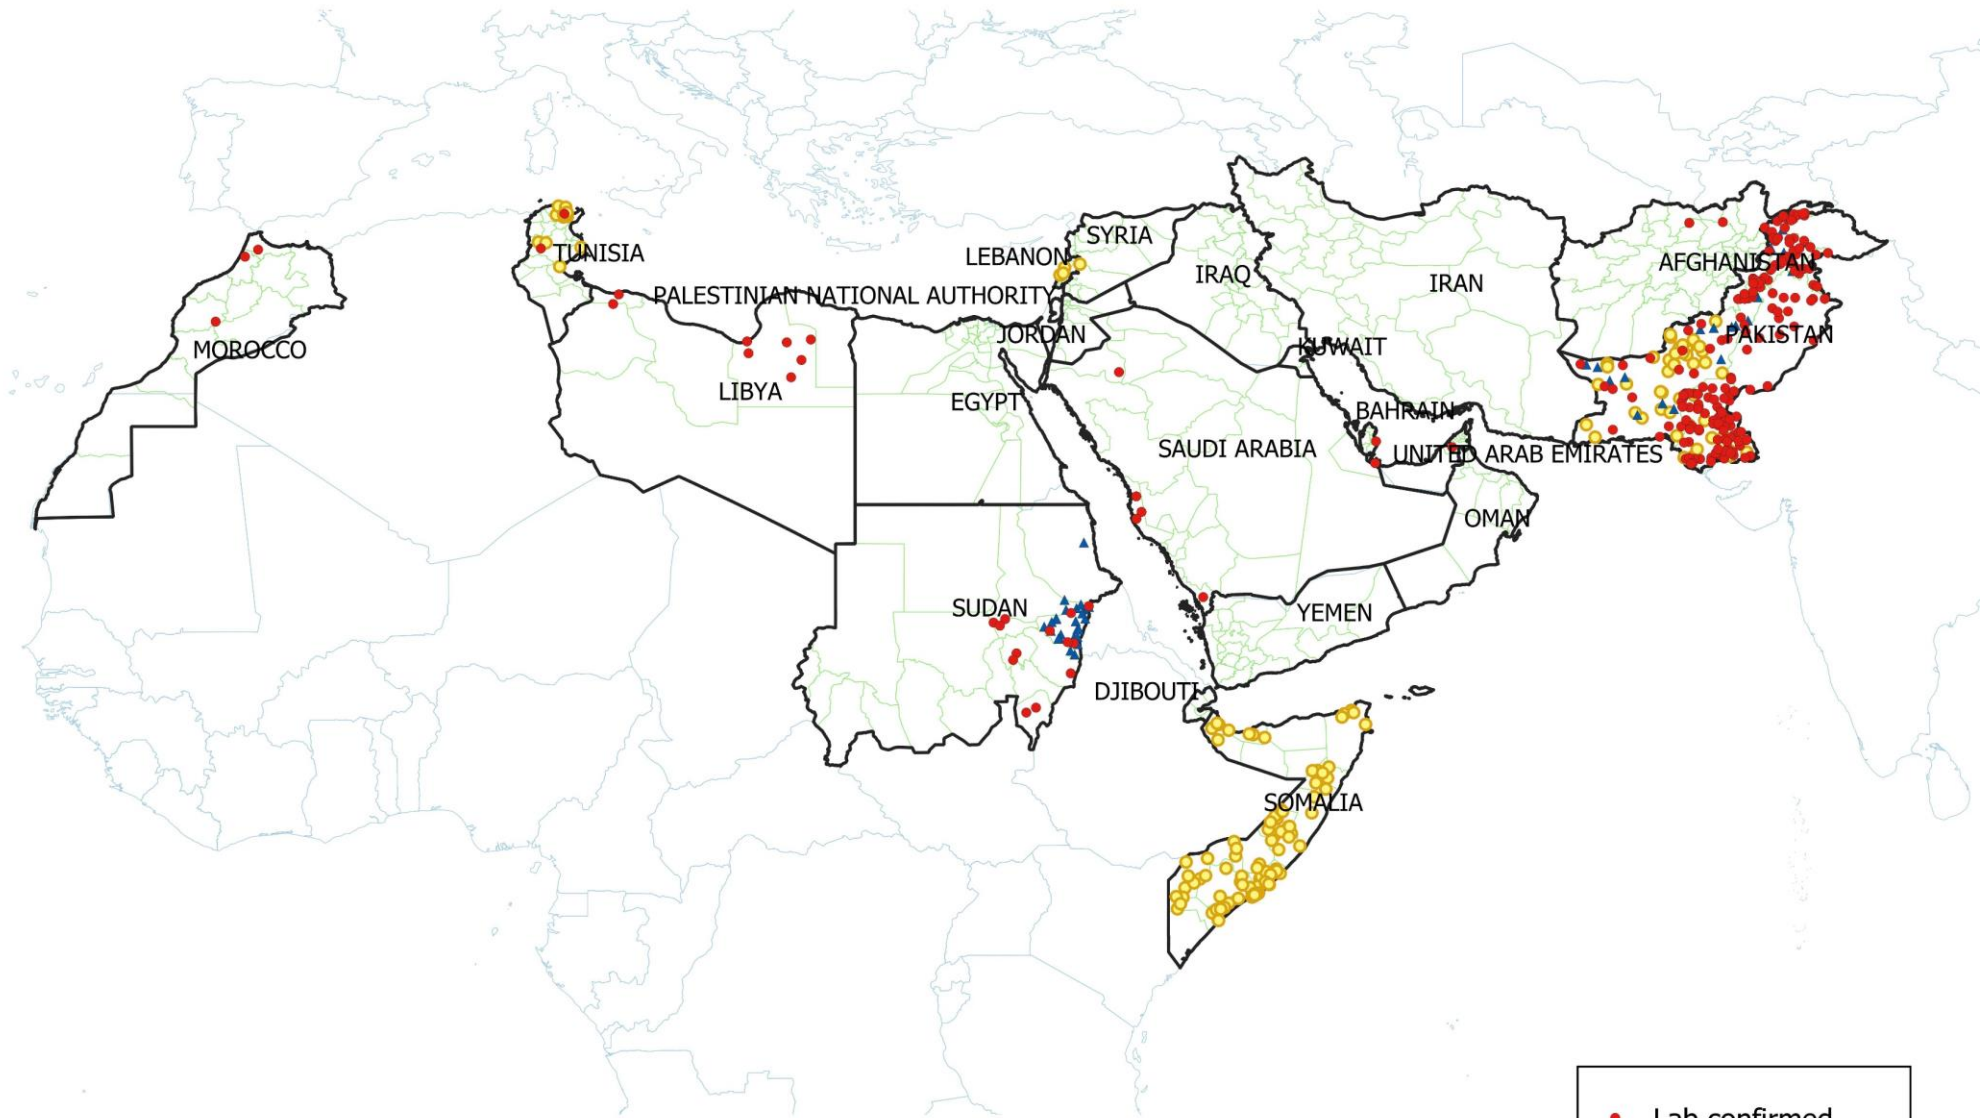 SYRIA
TUNISIA
LEBANON
AFGHANISTAN
IRAQ
IRAN
PALESTINIAN NATIONAL AUTHORITY
JORDAN
PAKISTAN
MOROCCO
KUWAIT
LIBYA
EGYPT
BAHRAIN
SAUDI ARABIA
UNITED ARAB EMIRATES
OMAN
SUDAN
YEMEN
DJIBOUTI
SOMALIA
Lab confirmed